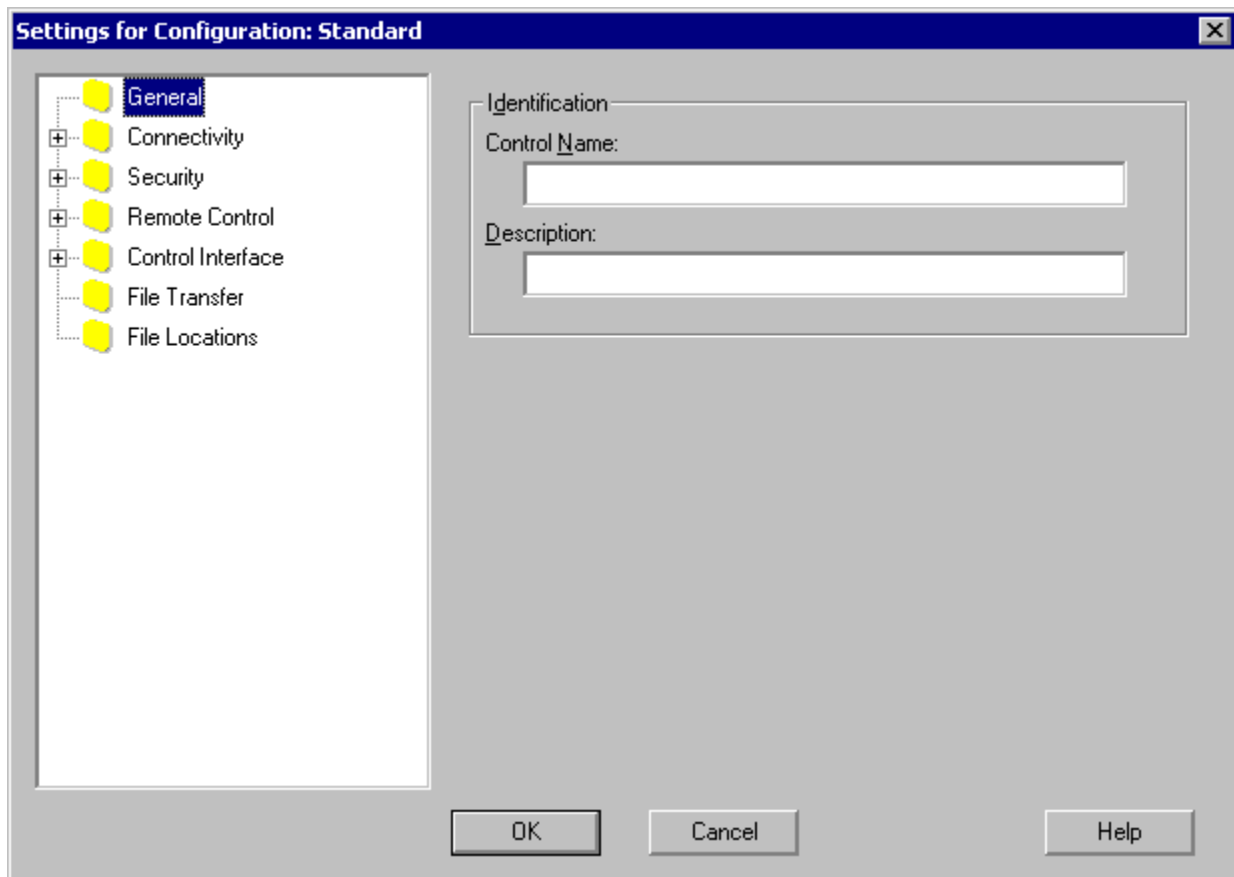 Settings for Configuration: Standard
General
Connectivity
Security
Remote Control
Control Interface
File Transfer
File Locations
Identification
Control Name:
Description:
OK
Cancel
Help